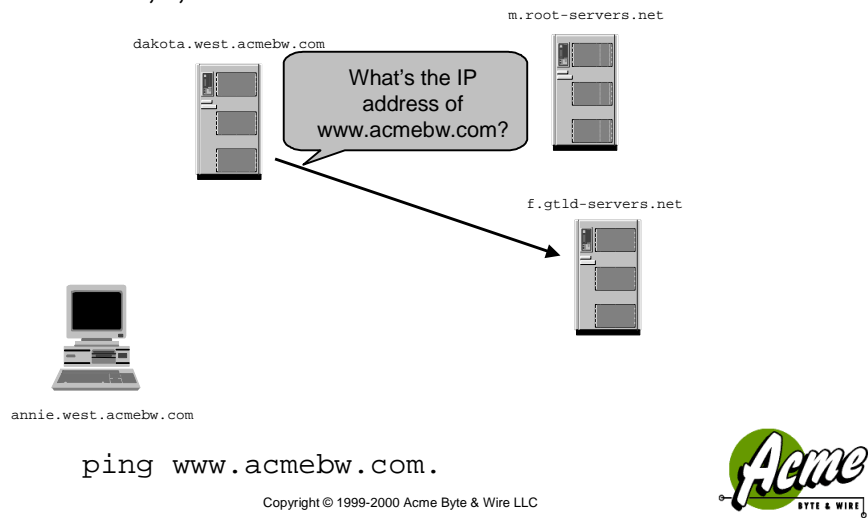 m.root-servers.net
dakota.west.acmebw.com
What's the IP
address of
www.acmebw.com?
f.gtld-servers.net
annie.west.acmebw.com
ping www.acmebw.com.
Copyright © 1999-2000 Acme Byte & Wire LLC
Acme
BYTE & WIRE